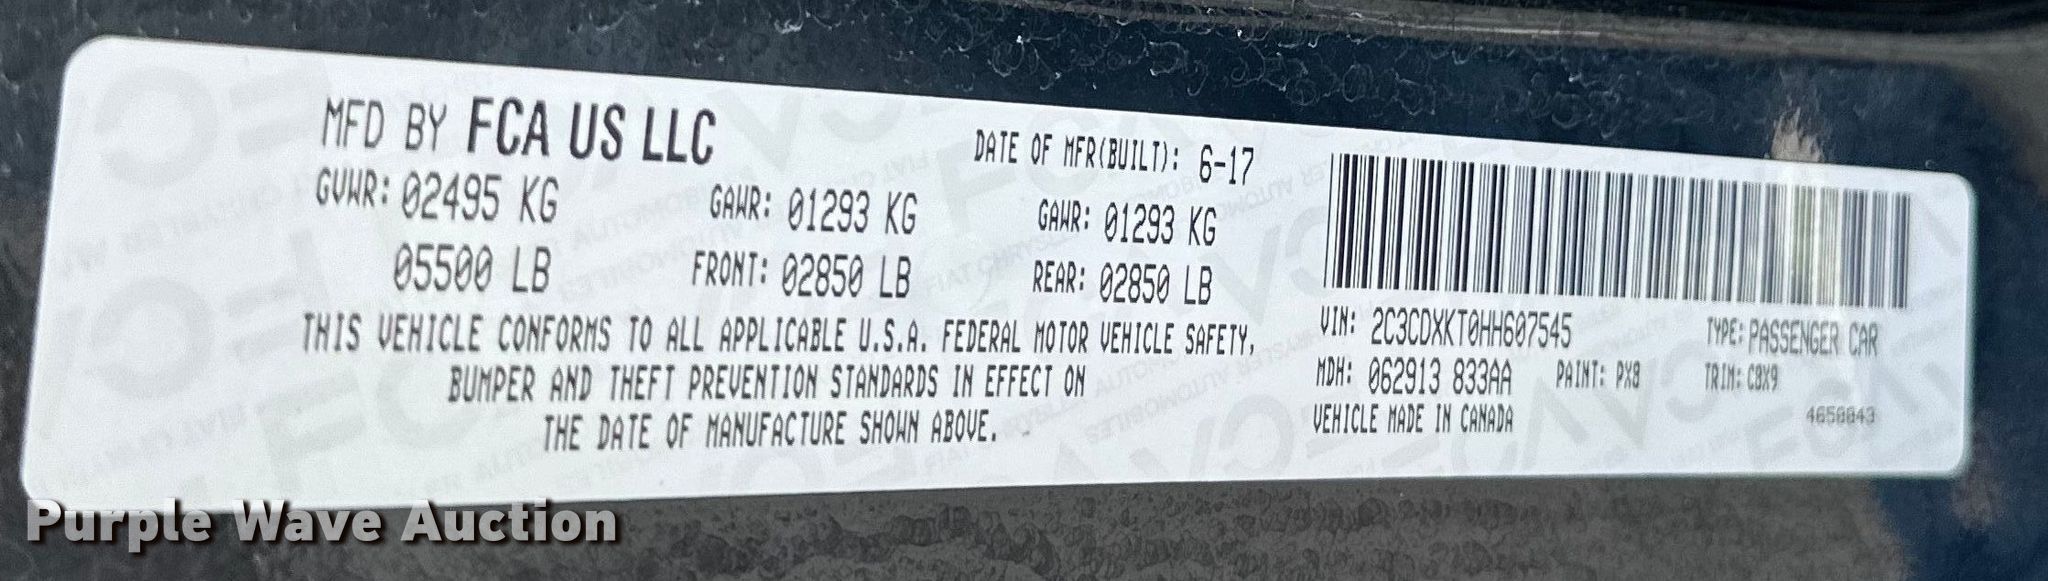 MFD BY FCA US LLC
DATE OF MFR(BUILT): 6-17
GVWR: 02495 KG
GAWR: 01293 KG
GAWR: 01293 KG
05500 LB
FRONT: 02850 LB
REAR: 02850 LB
THIS VEHICLE CONFORMS TO ALL APPLICABLE U.S.A. FEDERAL MOTOR VEHICLE SAFETY,
BUMPER AND THEFT PREVENTION STANDARDS IN EFFECT ON
THE DATE OF MANUFACTURE SHOWN ABOVE.
VIN: 2C3CDXKT0HH607545
TYPE: PASSENGER CAR
MDH: 062913 833AA
PAINT: PX8
TRIM: C8X9
VEHICLE MADE IN CANADA
4650843
Purple Wave Auction